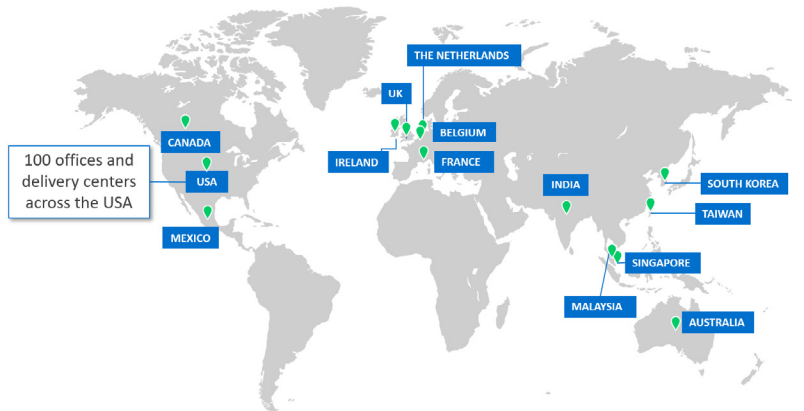 THE NETHERLANDS
UK
CANADA
BELGIUM
IRELAND
FRANCE
100 offices and
delivery centers
across the USA
USA
INDIA
SOUTH KOREA
TAIWAN
MEXICO
SINGAPORE
MALAYSIA
AUSTRALIA